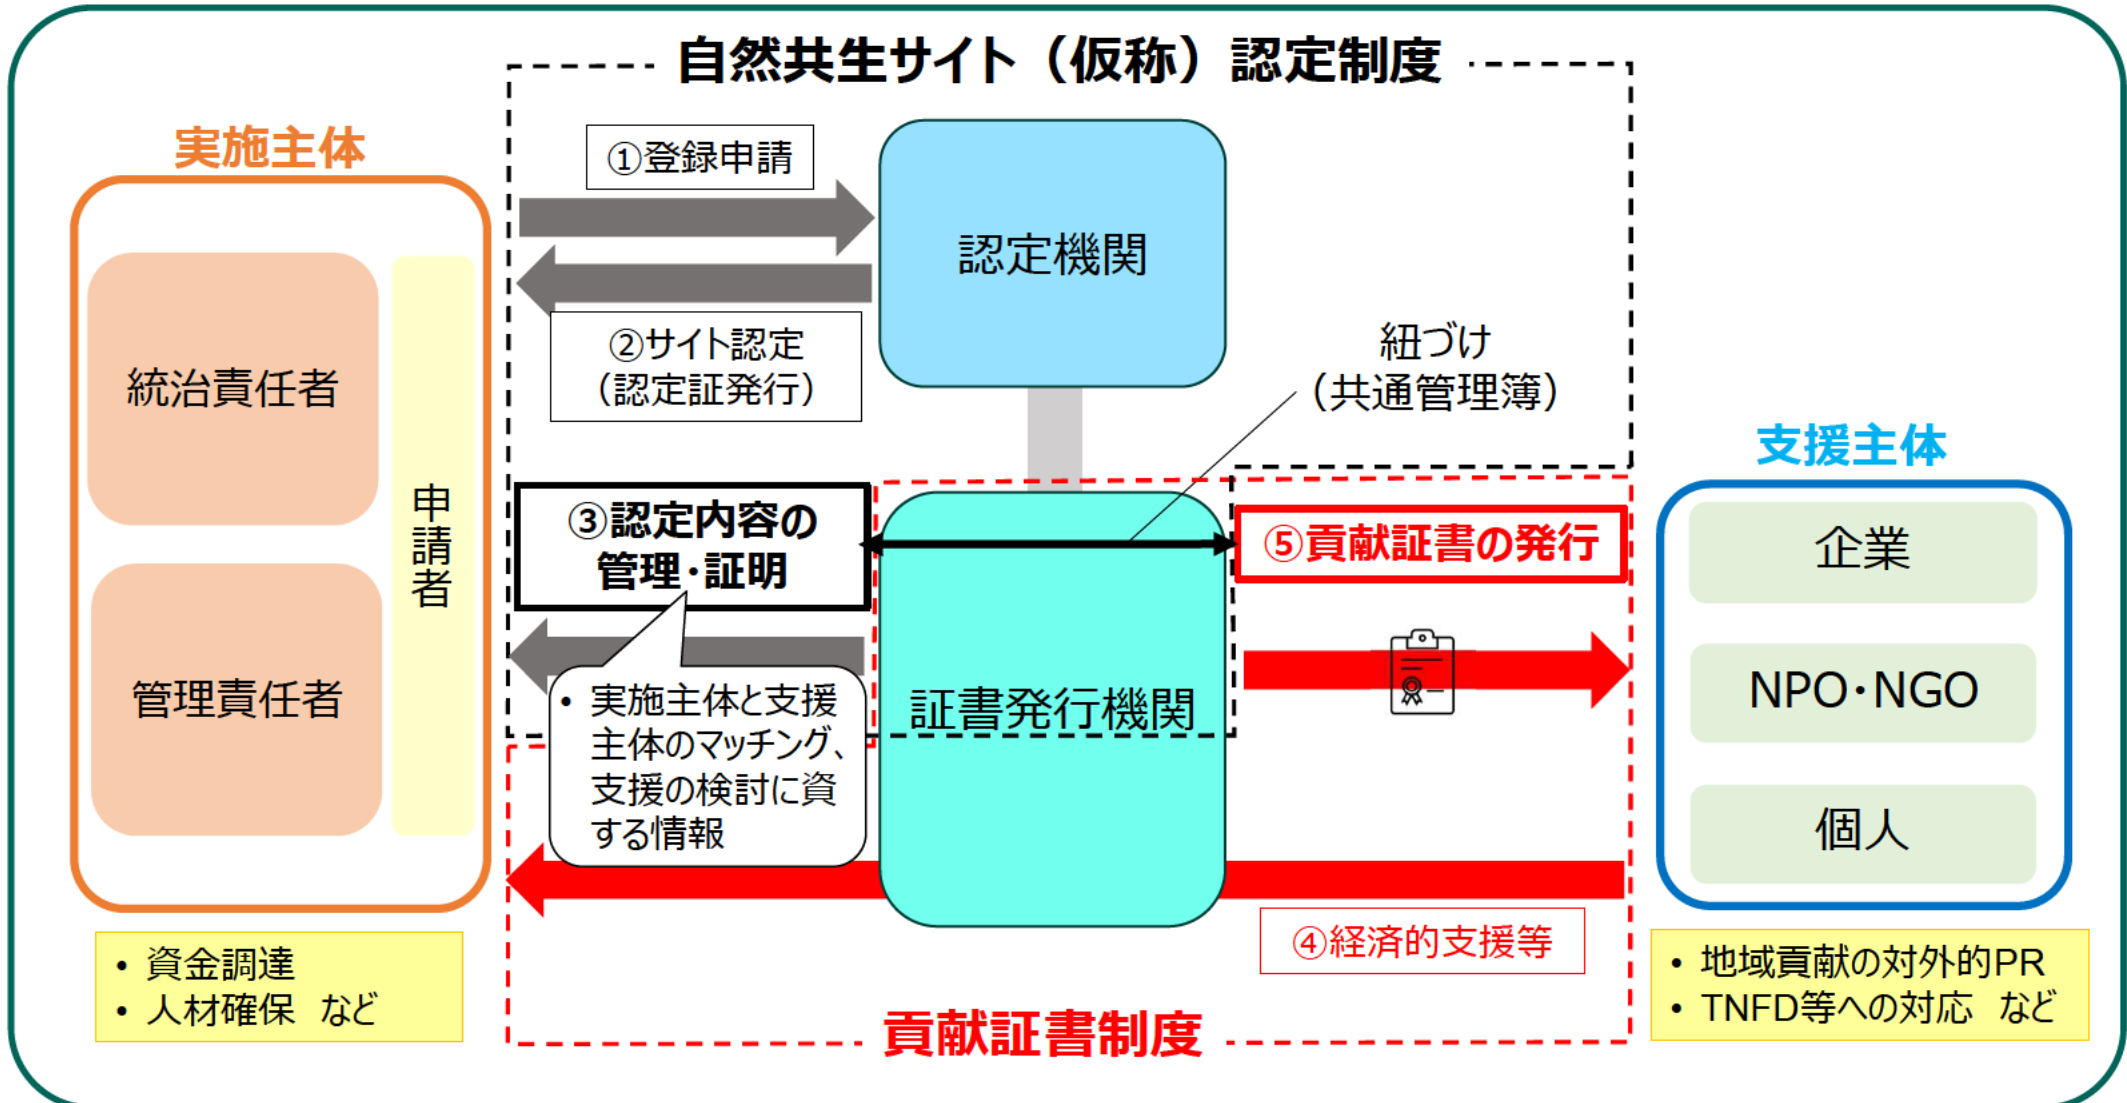 自然共生サイト（仮称）認定制度
実施主体
統治責任者
管理責任者
申請者
• 資金調達
• 人材確保　など
①登録申請
②サイト認定
（認定証発行）
認定機関
紐づけ
（共通管理簿）
③認定内容の
管理・証明
• 実施主体と支援
主体のマッチング、
支援の検討に資
する情報
証書発行機関
⑤貢献証書の発行
④経済的支援等
貢献証書制度
支援主体
企業
NPO・NGO
個人
• 地域貢献の対外的PR
• TNFD等への対応　など